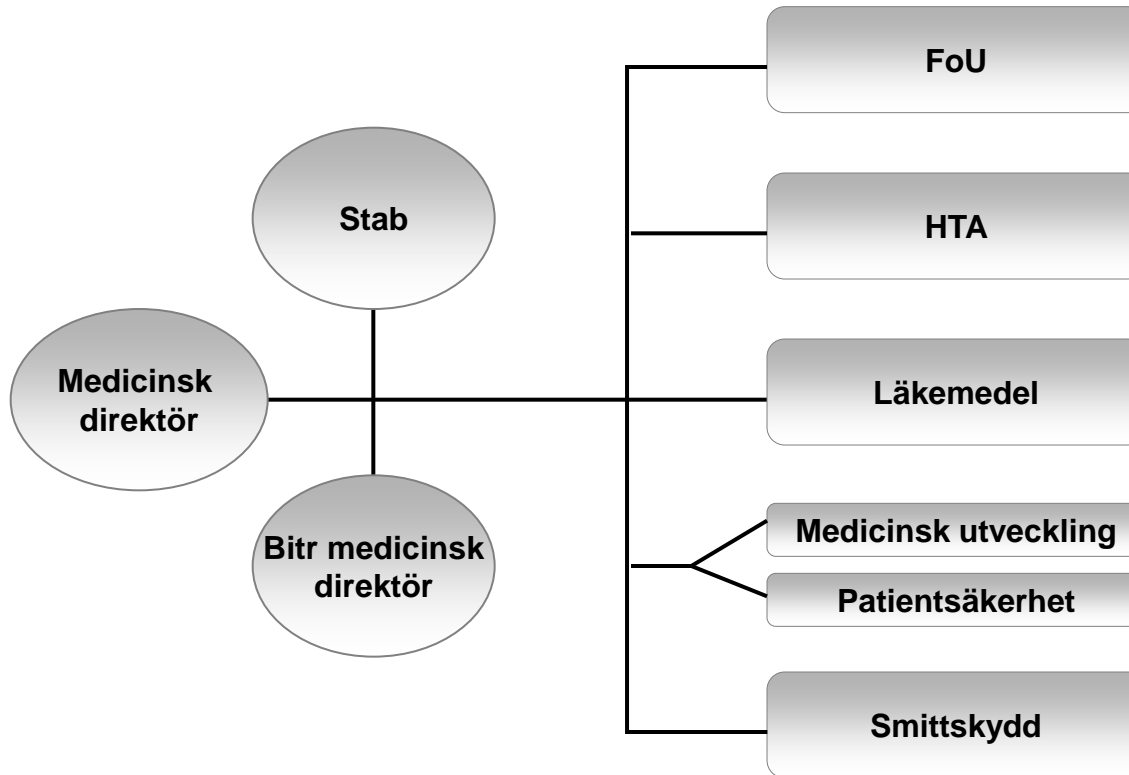 FoU
Stab
HTA
Medicinsk
direktör
Läkemedel
Bitr medicinsk
direktör
Medicinsk utveckling
Patientsäkerhet
Smittskydd